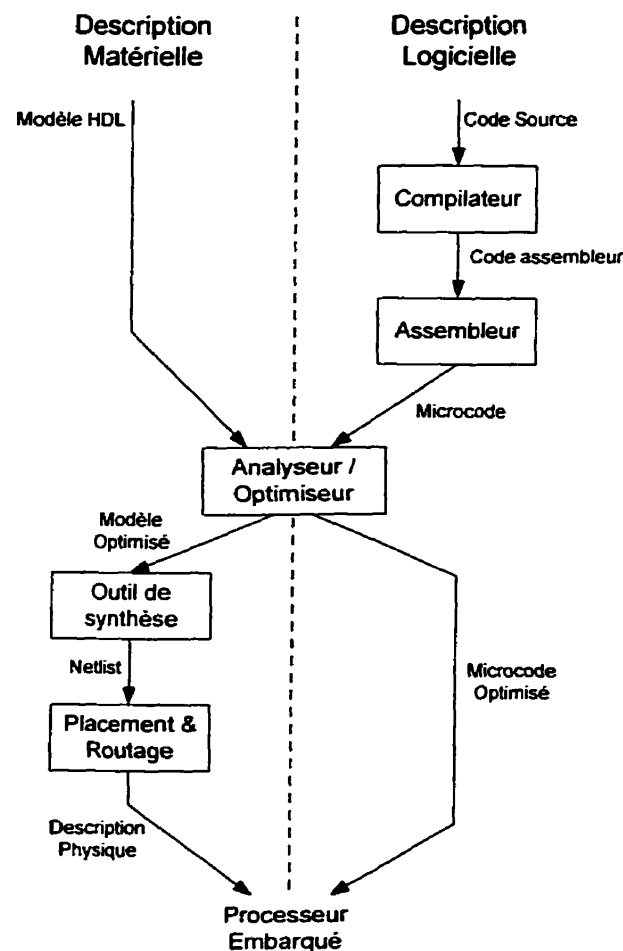 Description
Matérielle
Description
Logicielle
Modèle HDL
Code Source
Compilateur
Code assembleur
Assembleur
Microcode
Analyseur /
Optimiseur
Modèle
Optimisé
Outil de
synthèse
Netlist
Microcode
Optimisé
Placement &
Routage
Description
Physique
Processeur
Embarqué